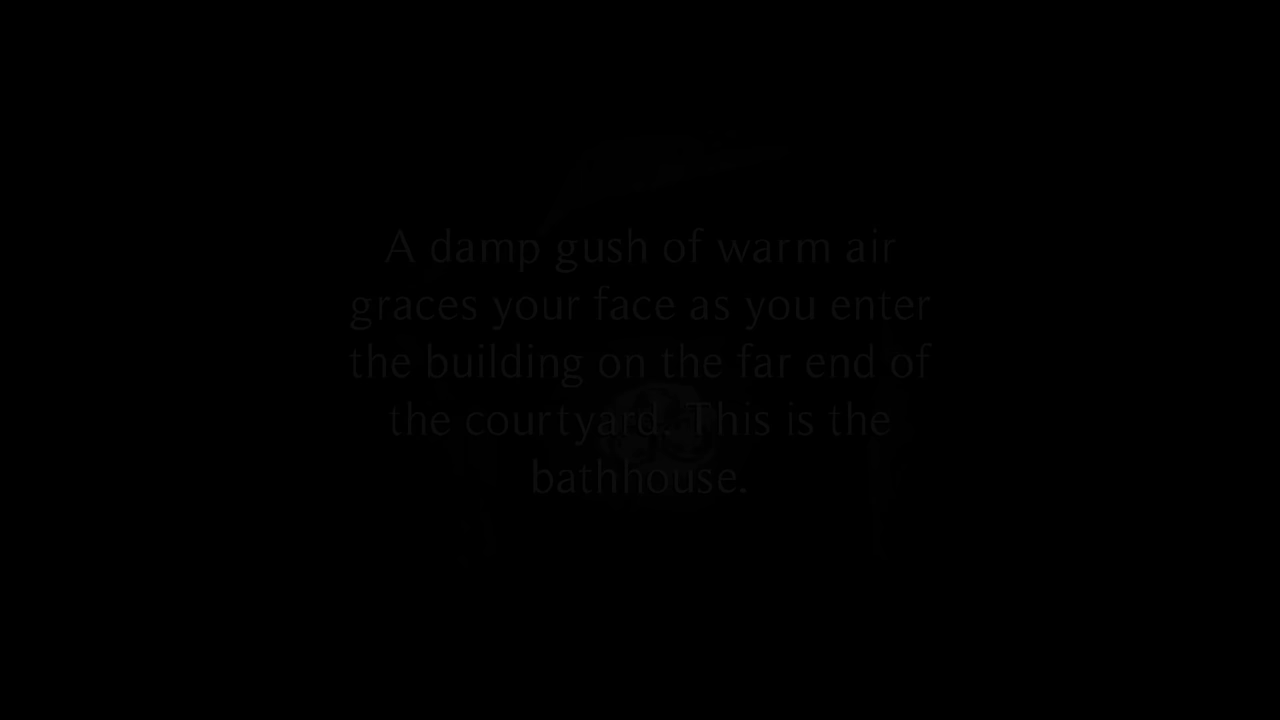 A damp gush of warm air
graces your face as you enter
the building on the far end of
the courtyard. This is the
bathhouse.